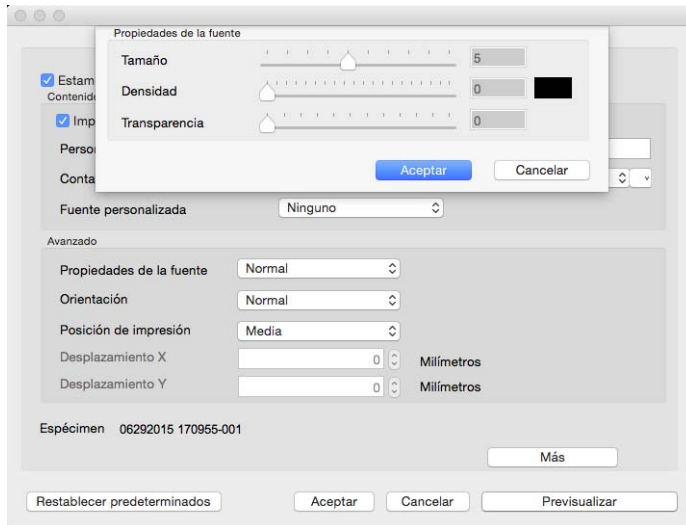 Propiedades de la fuente
Tamaño 5
Densidad 0
Transparencia 0
Aceptar Cancelar
Estam
Contenido
Imp
Perso
Conta
Fuente personalizada Ninguno
Avanzado
Propiedades de la fuente Normal
Orientación Normal
Posición de impresión Media
Desplazamiento X 0 Milímetros
Desplazamiento Y 0 Milímetros
Espécimen 06292015 170955-001
Más
Restablecer predeterminados Aceptar Cancelar Previsualizar